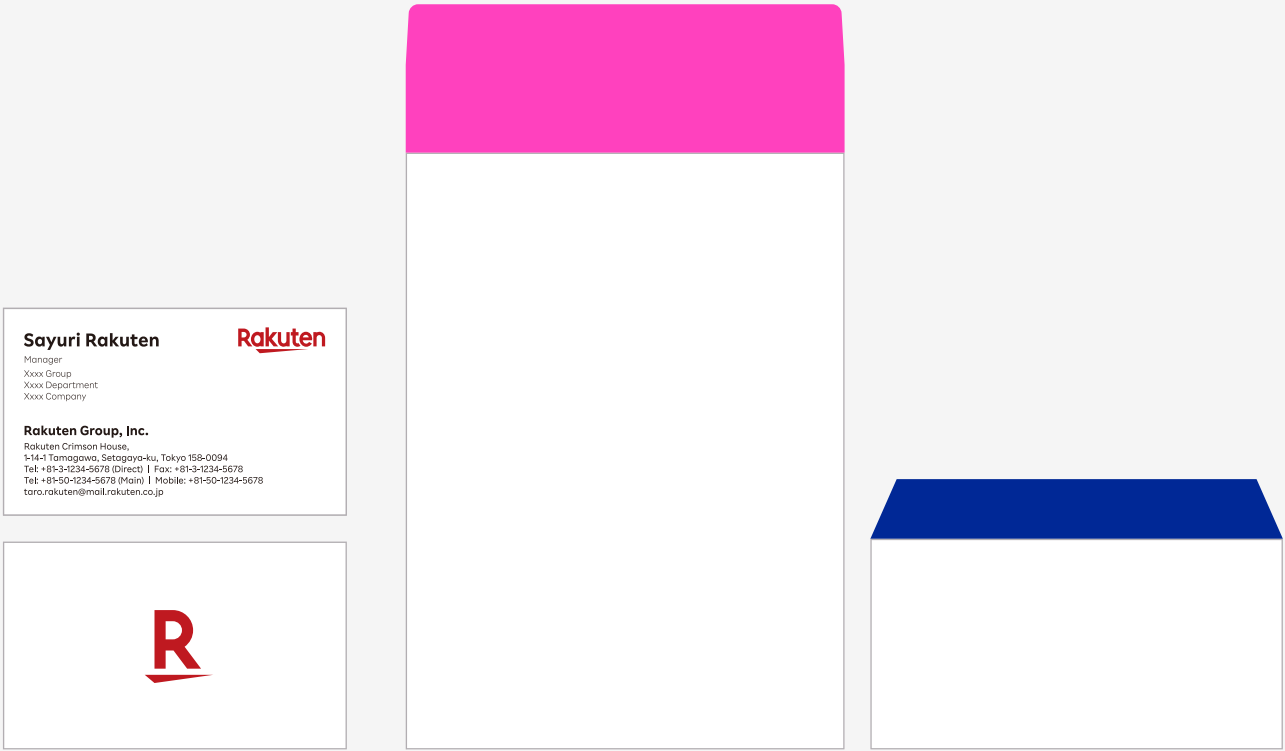 Sayuri Rakuten
Rakuten
Manager
Xxxx Group
Xxxx Department
Xxxx Company
Rakuten Group, Inc.
Rakuten Crimson House,
1-14-1 Tamagawa, Setagaya-ku, Tokyo 158-0094
Tel: +81-3-1234-5678 (Direct) | Fax: +81-3-1234-5678
Tel: +81-50-1234-5678 (Main) | Mobile: +81-50-1234-5678
taro.rakuten@mail.rakuten.co.jp
R